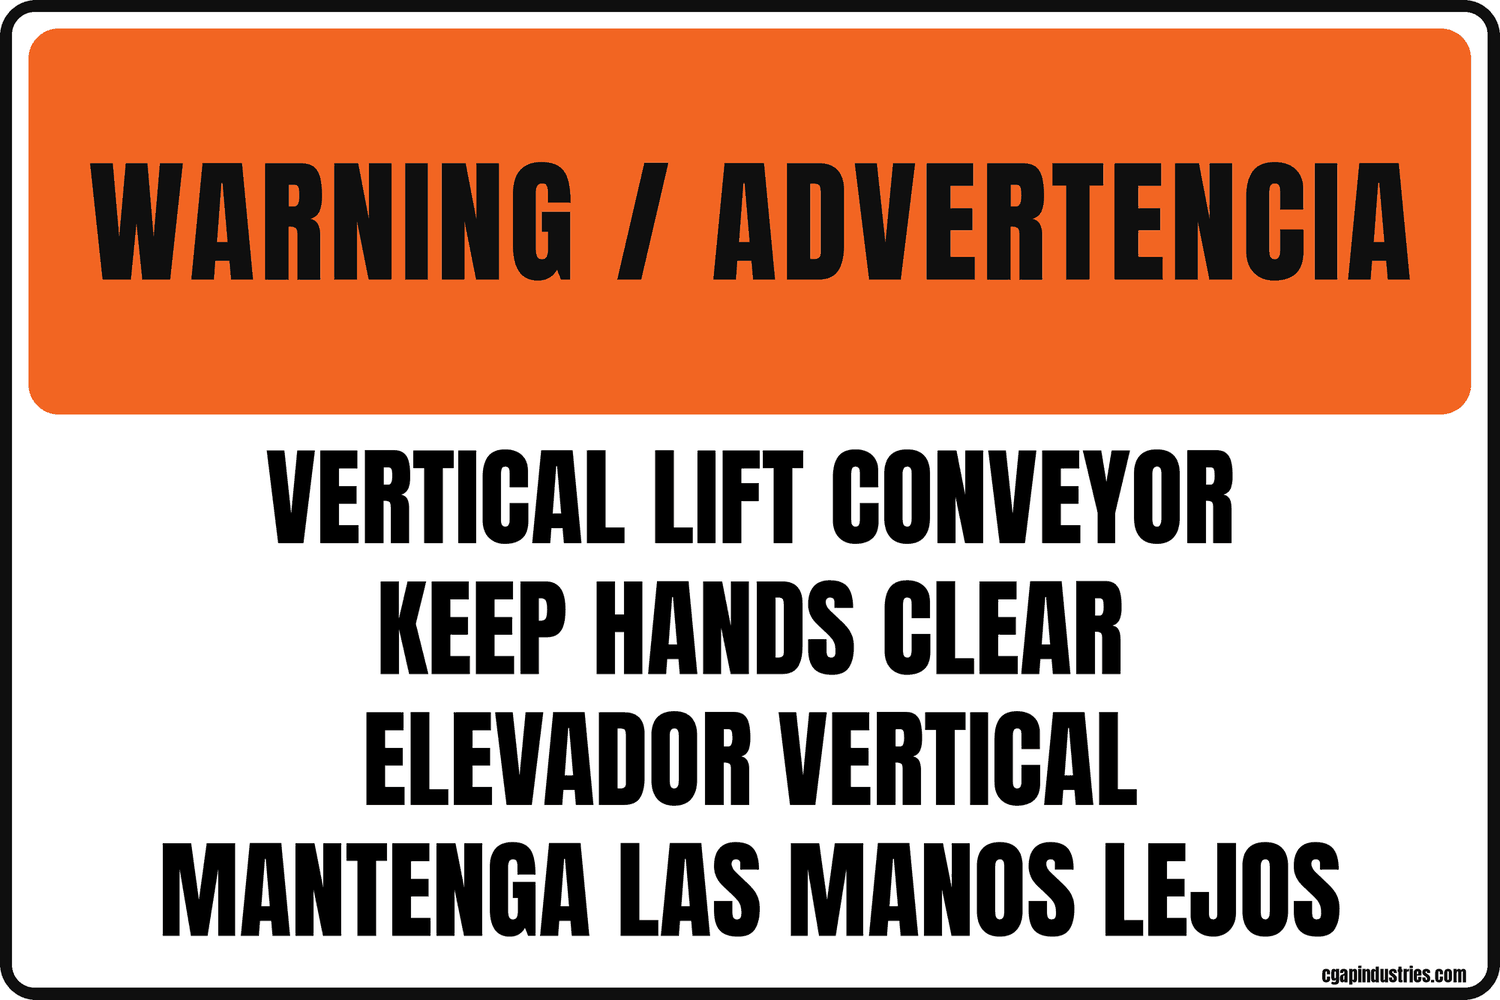 WARNING / ADVERTENCIA
VERTICAL LIFT CONVEYOR
KEEP HANDS CLEAR
ELEVADOR VERTICAL
MANTENGA LAS MANOS LEJOS
cgapindustries.com